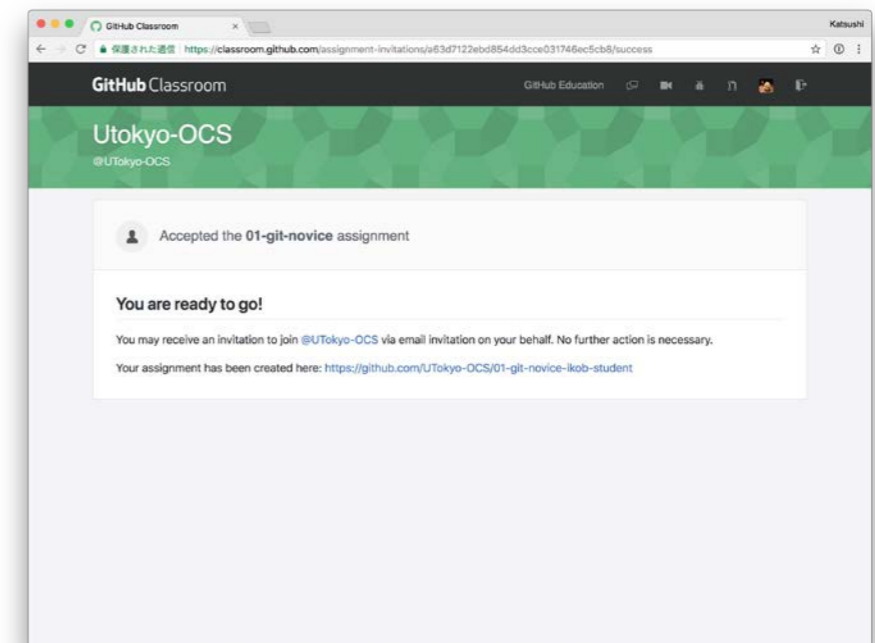 GitHub Classroom
Katsushi
保護された通信 https://classroom.github.com/assignment-invitations/a63d7122ebd854dd3cce031746ec5cb8/success
GitHub Classroom
GitHub Education
Utokyo-OCS
@UTokyo-OCS
Accepted the 01-git-novice assignment
You are ready to go!
You may receive an invitation to join @UTokyo-OCS via email invitation on your behalf. No further action is necessary.
Your assignment has been created here: https://github.com/UTokyo-OCS/01-git-novice-ikob-student